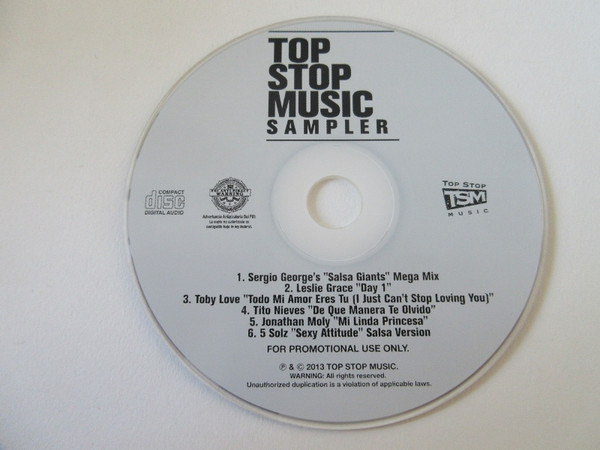 TOP
STOP
MUSIC
SAMPLER
COMPACT
disc
DIGITAL AUDIO
FBI ANTI-PIRACY
WARNING
TOP STOP
TSM
MUSIC
1. Sergio George's "Salsa Giants" Mega Mix
2. Leslie Grace "Day 1"
3. Toby Love "Todo Mi Amor Eres Tu (I Just Can't Stop Loving You)"
4. Tito Nieves "De Que Manera Te Olvido"
5. Jonathan Moly "Mi Linda Princesa"
6. 5 Solz "Sexy Attitude" Salsa Version
FOR PROMOTIONAL USE ONLY.
℗ & © 2013 TOP STOP MUSIC.
WARNING: All rights reserved.
Unauthorized duplication is a violation of applicable laws.